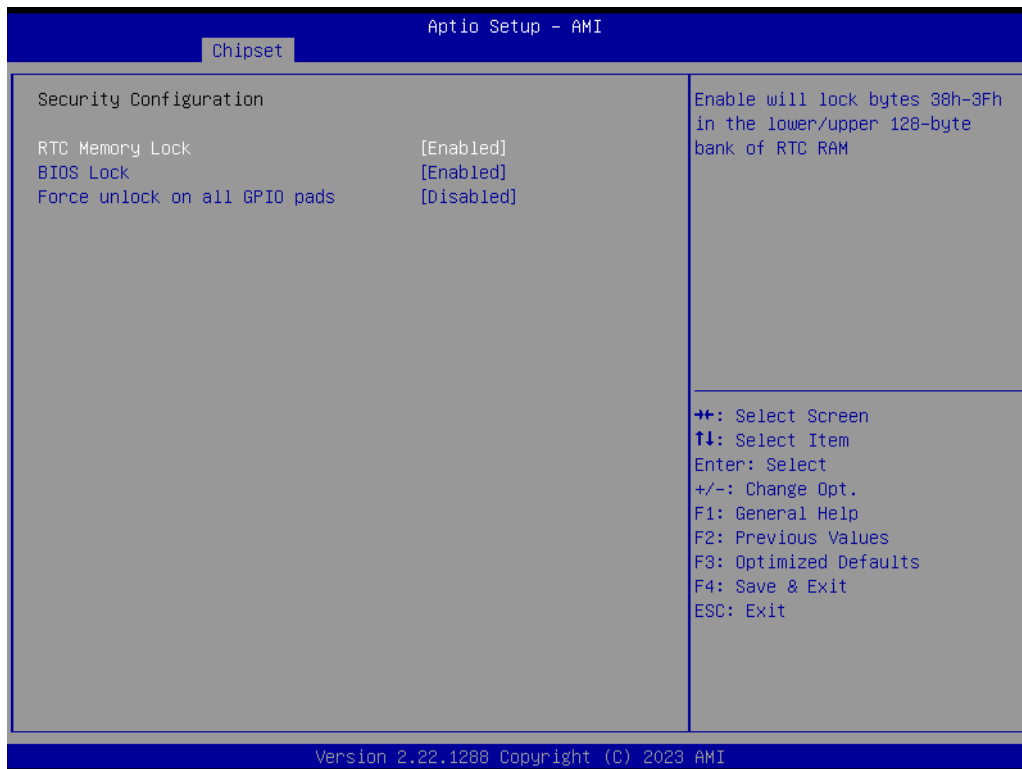 Aptio Setup – AMI
Chipset
Security Configuration
RTC Memory Lock [Enabled]
BIOS Lock [Enabled]
Force unlock on all GPIO pads [Disabled]
Enable will lock bytes 38h-3Fh
in the lower/upper 128-byte
bank of RTC RAM
→←: Select Screen
↑↓: Select Item
Enter: Select
+/-: Change Opt.
F1: General Help
F2: Previous Values
F3: Optimized Defaults
F4: Save & Exit
ESC: Exit
Version 2.22.1288 Copyright (C) 2023 AMI